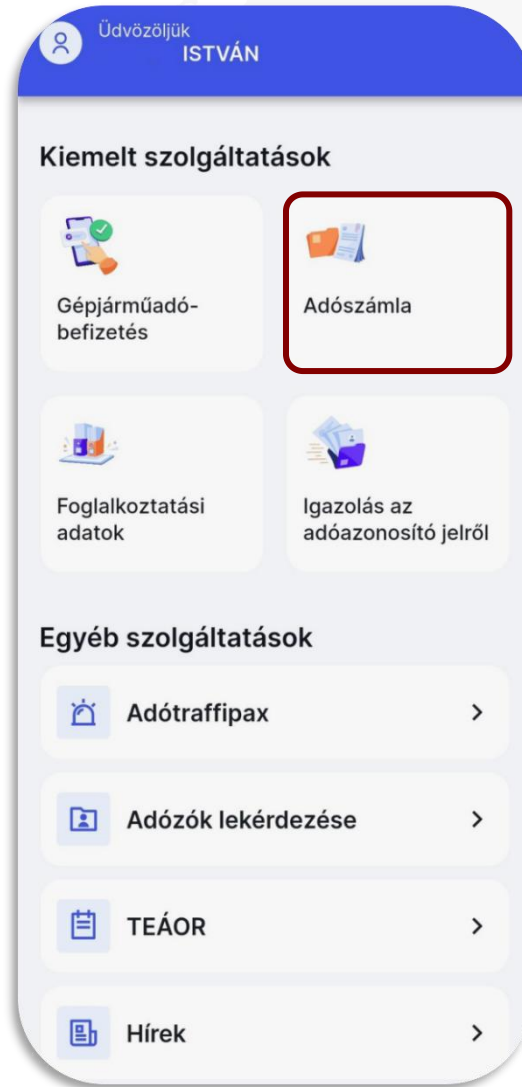 Üdvözöljük
ISTVÁN
Kiemelt szolgáltatások
Gépjárműadó-
befizetés
Adószámla
Foglalkoztatási
adatok
Igazolás az
adóazonosító jelről
Egyéb szolgáltatások
Adótraffipax
Adózók lekérdezése
TEÁOR
Hírek